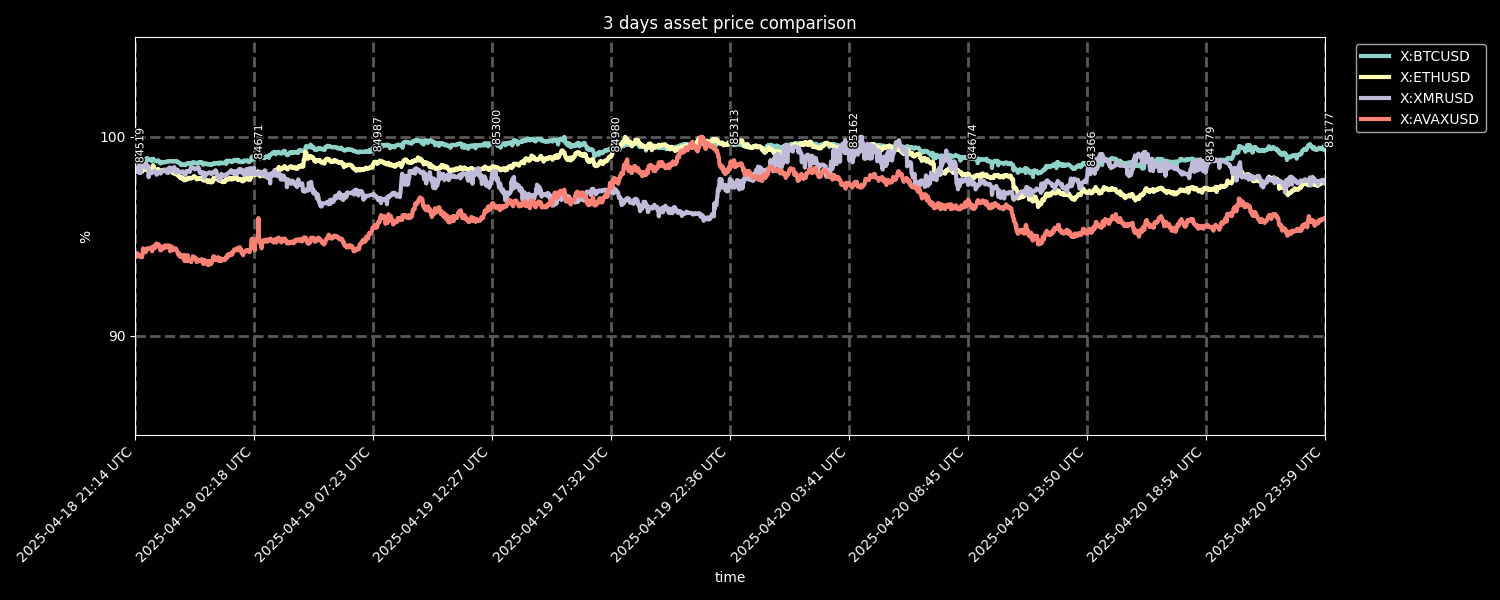 3 days asset price comparison
X:BTCUSD
X:ETHUSD
X:XMRUSD
X:AVAXUSD
100
90
%
84519
84671
84987
85300
84980
85313
85162
84674
84366
84579
85177
2025-04-18 21:14 UTC
2025-04-19 02:18 UTC
2025-04-19 07:23 UTC
2025-04-19 12:27 UTC
2025-04-19 17:32 UTC
2025-04-19 22:36 UTC
2025-04-20 03:41 UTC
2025-04-20 08:45 UTC
2025-04-20 13:50 UTC
2025-04-20 18:54 UTC
2025-04-20 23:59 UTC
time